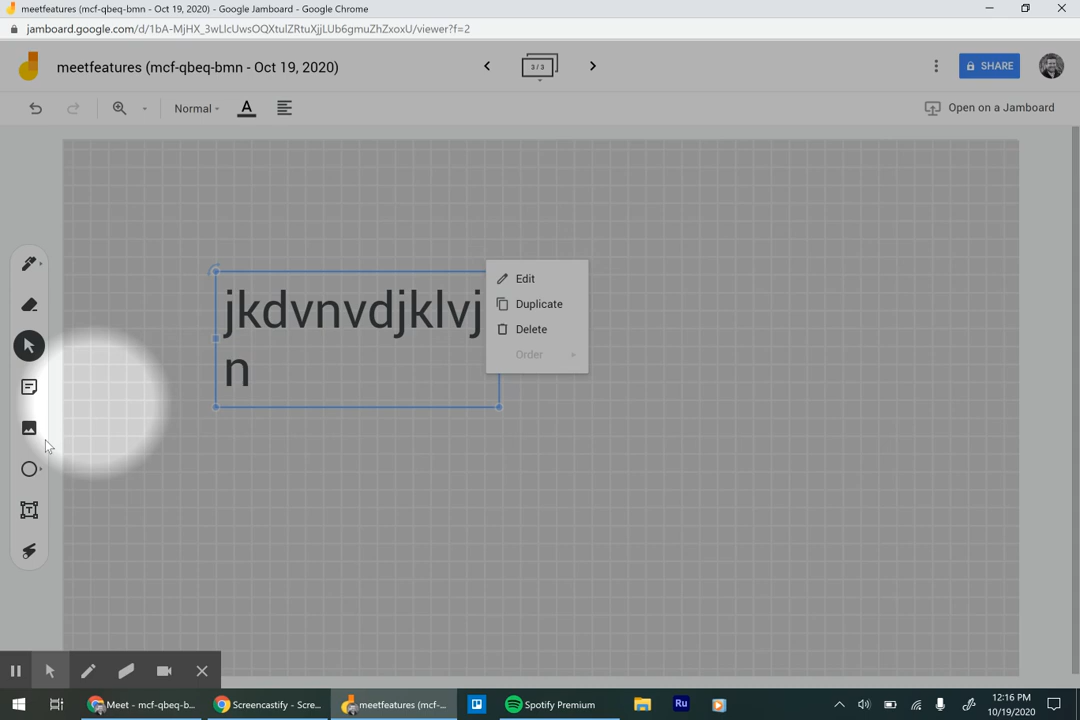 meetfeatures (mcf-qbeq-bmn - Oct 19, 2020) - Google Jamboard - Google Chrome
jamboard.google.com/d/1bA-MjHX_3wLlcUwsOQXtulZRtuXjjLUb6gmuZhZxoxU/viewer?f=2
meetfeatures (mcf-qbeq-bmn - Oct 19, 2020)
3 / 3
SHARE
Normal
A
Open on a Jamboard
jkdvnvdjklvj
n
Edit
Duplicate
Delete
Order
Meet - mcf-qbeq-b...
Screencastify - Scre...
meetfeatures (mcf-...
Spotify Premium
Ru
12:16 PM
10/19/2020